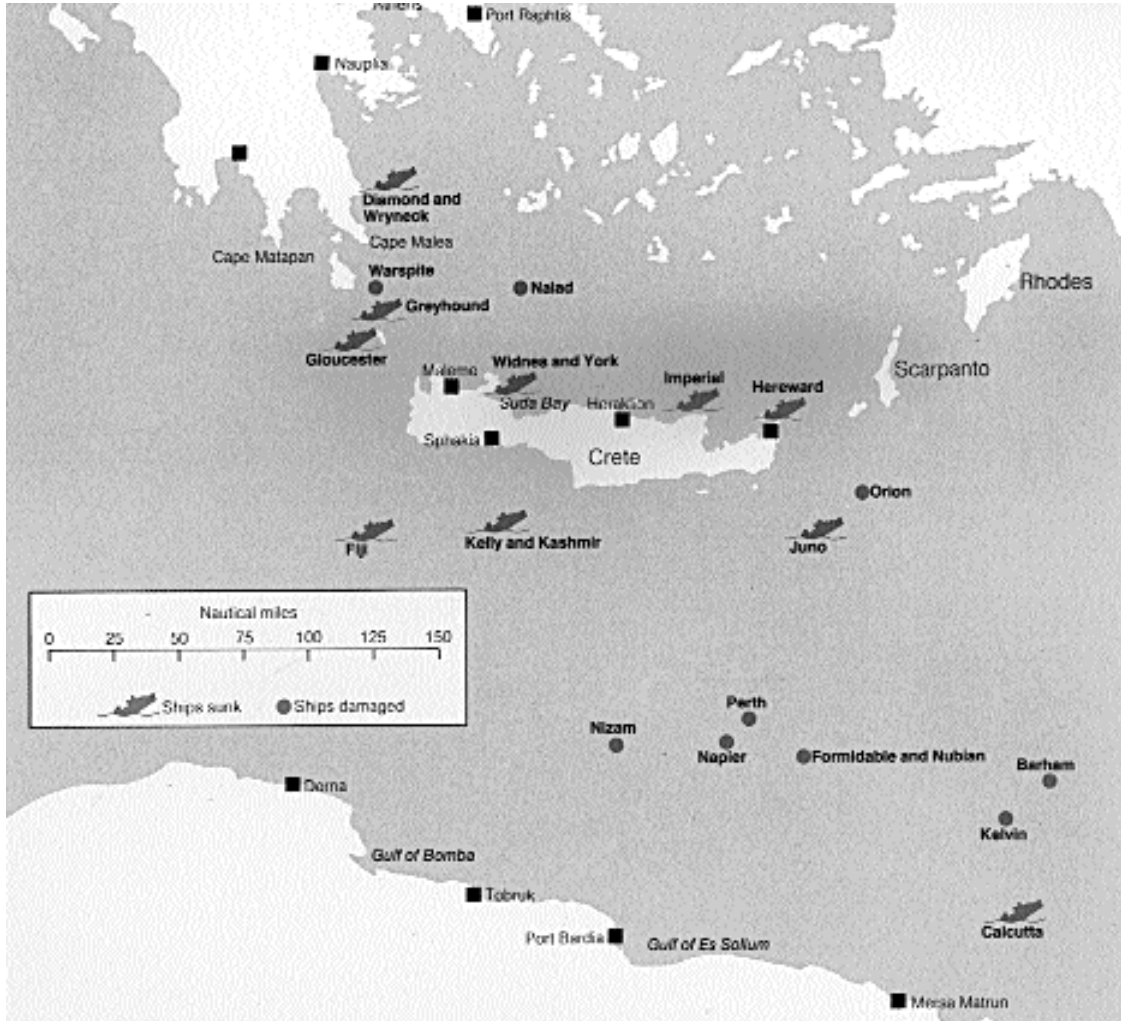 Port Raphtis
Nauplia
Diamond and
Wryneck
Cape Malea
Cape Matapan
Warspite
Naiad
Rhodes
Greyhound
Gloucester
Widnes and York
Maleme
Scarpanto
Imperial
Hereward
Suda Bay
Heraklion
Sphakia
Crete
Orion
Fiji
Kelly and Kashmir
Juno
Nautical miles
0 25 50 75 100 125 150
Ships sunk Ships damaged
Perth
Nizam
Napier
Formidable and Nubian
Barham
Derna
Kelvin
Gulf of Bomba
Tobruk
Calcutta
Port Bardia
Gulf of Es Sollum
Mersa Matrun